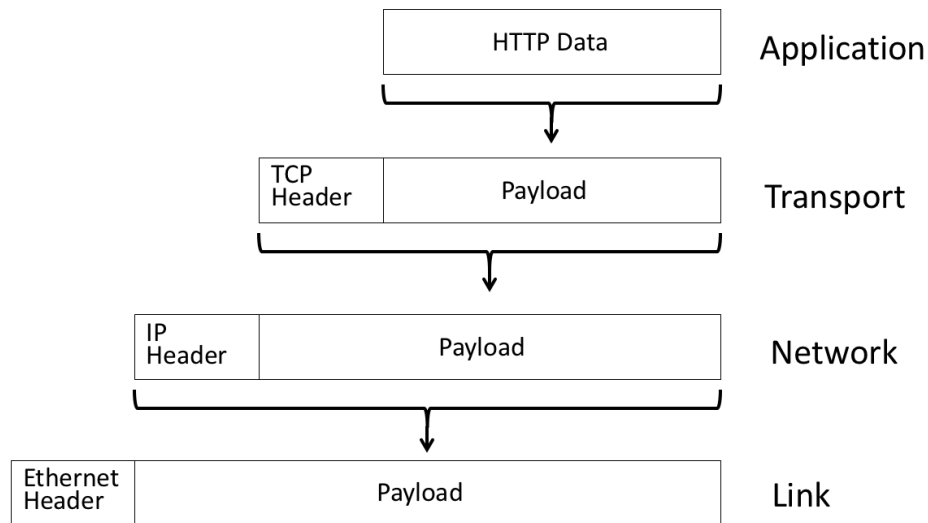 HTTP Data
Application
TCP
Header
Payload
Transport
IP
Header
Payload
Network
Ethernet
Header
Payload
Link